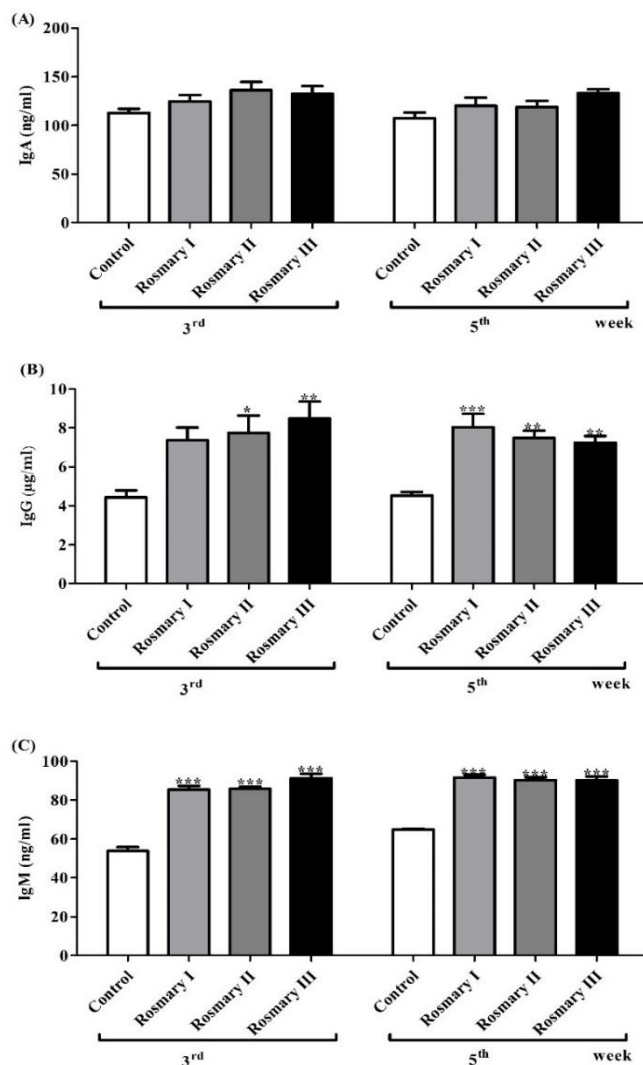 (A)
200
150
100
50
0
IgA (ng/ml)
Control
Rosmary I
Rosmary II
Rosmary III
Control
Rosmary I
Rosmary II
Rosmary III
3rd
5th
week
(B)
10
8
6
4
2
0
IgG (µg/ml)
*
**
***
**
**
Control
Rosmary I
Rosmary II
Rosmary III
Control
Rosmary I
Rosmary II
Rosmary III
3rd
5th
week
(C)
100
80
60
40
20
0
IgM (ng/ml)
***
***
***
***
***
***
Control
Rosmary I
Rosmary II
Rosmary III
Control
Rosmary I
Rosmary II
Rosmary III
3rd
5th
week